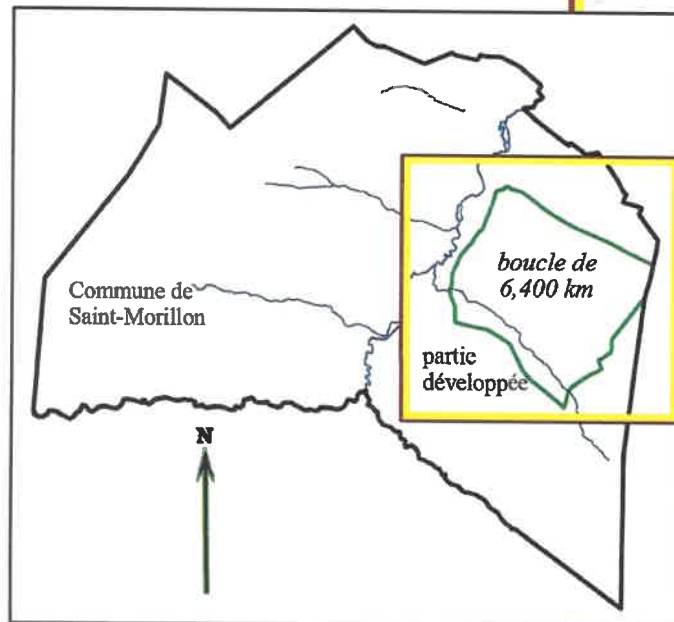 boucle de
6,400 km
Commune de
Saint-Morillon
partie
développée
N